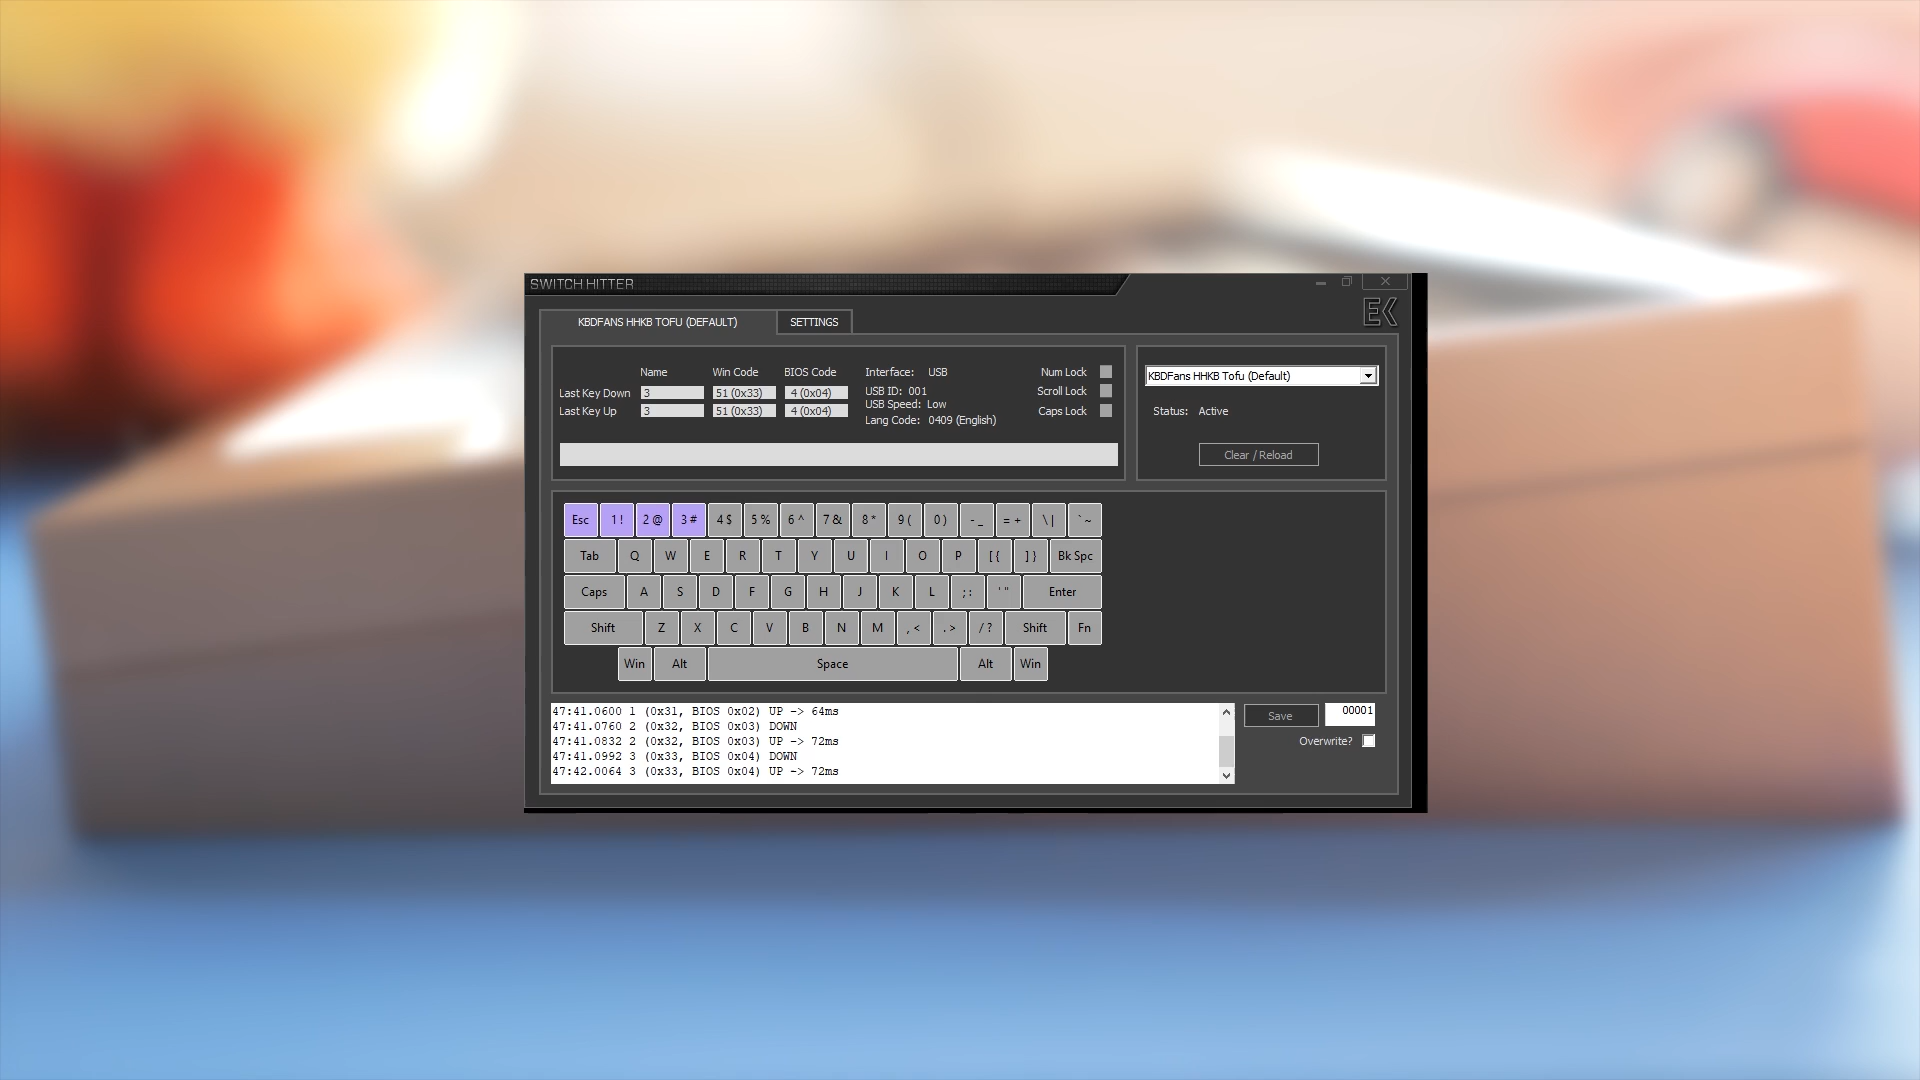 SWITCH HITTER
EK
KBDFANS HHKB TOFU (DEFAULT) SETTINGS
Name Win Code BIOS Code
Last Key Down 3 51 (0x33) 4 (0x04)
Last Key Up 3 51 (0x33) 4 (0x04)
Interface: USB
USB ID: 001
USB Speed: Low
Lang Code: 0409 (English)
Num Lock
Scroll Lock
Caps Lock
KBDFans HHKB Tofu (Default)
Status: Active
Clear / Reload
Esc 1 ! 2 @ 3 # 4 $ 5 % 6 ^ 7 & 8 * 9 ( 0 ) - _ = + \ | ` ~
Tab Q W E R T Y U I O P [ { ] } Bk Spc
Caps A S D F G H J K L ; : ' " Enter
Shift Z X C V B N M , < . > / ? Shift Fn
Win Alt Space Alt Win
47:41.0600 1 (0x31, BIOS 0x02) UP -> 64ms
47:41.0760 2 (0x32, BIOS 0x03) DOWN
47:41.0832 2 (0x32, BIOS 0x03) UP -> 72ms
47:41.0992 3 (0x33, BIOS 0x04) DOWN
47:42.0064 3 (0x33, BIOS 0x04) UP -> 72ms
Save 00001
Overwrite?